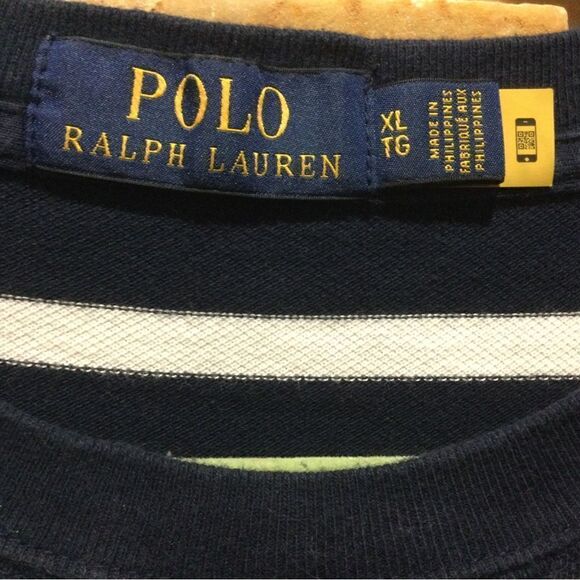 POLO
RALPH LAUREN
XL
TG
MADE IN
PHILIPPINES
FABRIQUÉ AUX
PHILIPPINES